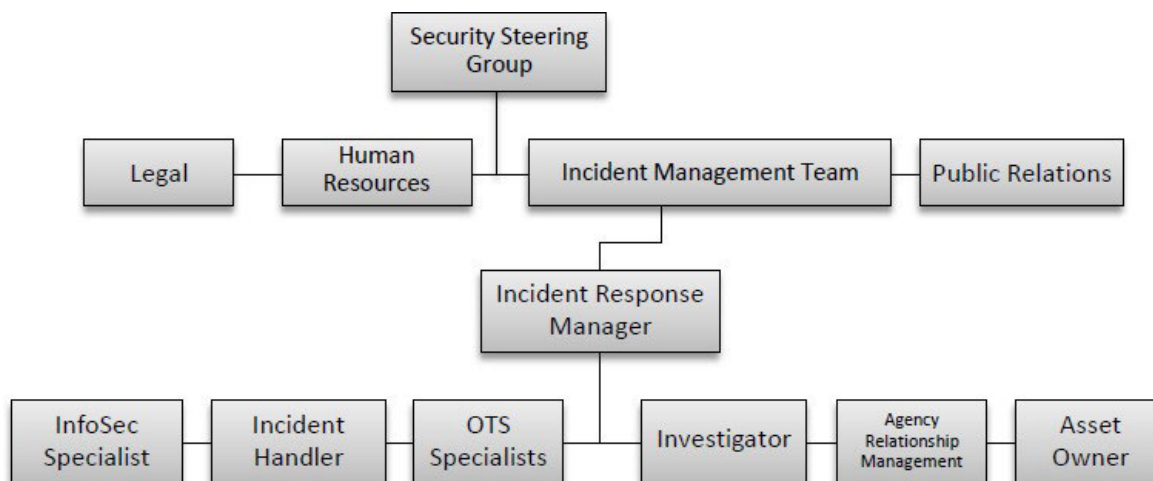 Security Steering
Group
Legal
Human
Resources
Incident Management Team
Public Relations
Incident Response
Manager
InfoSec
Specialist
Incident
Handler
OTS
Specialists
Investigator
Agency
Relationship
Management
Asset
Owner